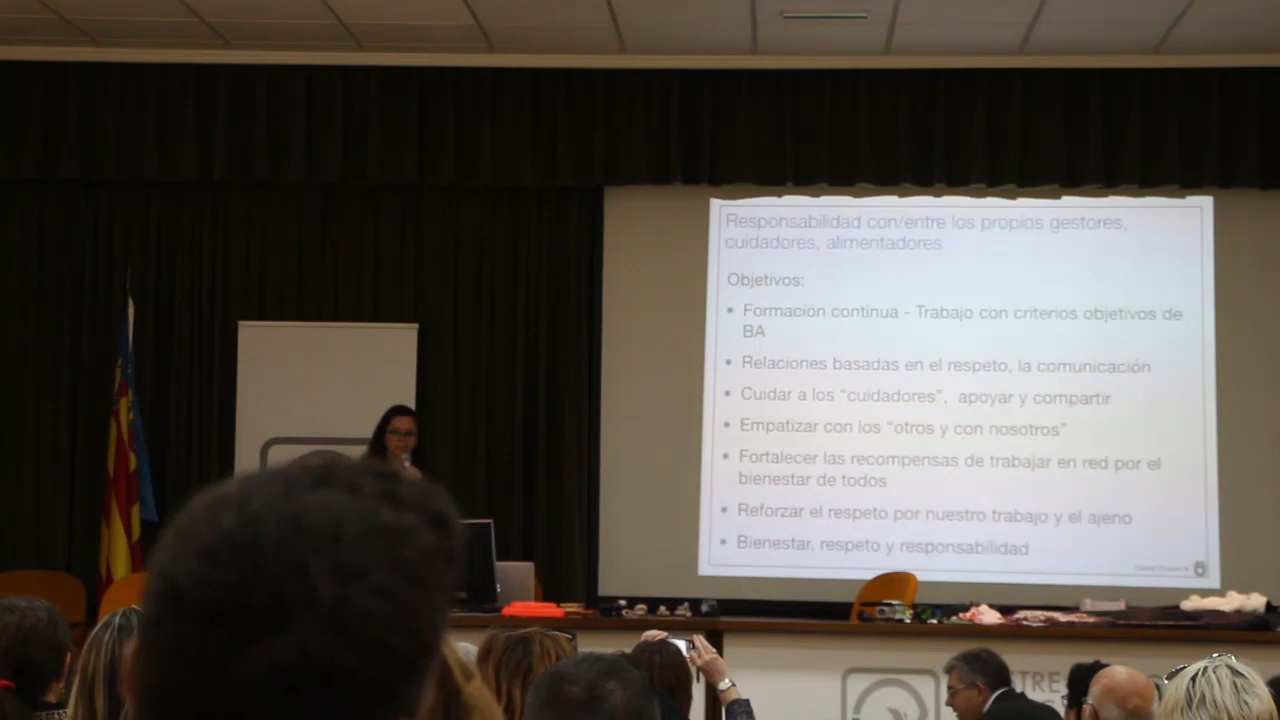 Responsabilidad con/entre los propios gestores,
cuidadores, alimentadores
Objetivos:
• Formación contínua - Trabajo con criterios objetivos de
BA
• Relaciones basadas en el respeto, la comunicación
• Cuidar a los “cuidadores”, apoyar y compartir
• Empatizar con los “otros y con nosotros”
• Fortalecer las recompensas de trabajar en red por el
bienestar de todos
• Reforzar el respeto por nuestro trabajo y el ajeno
• Bienestar, respeto y responsabilidad